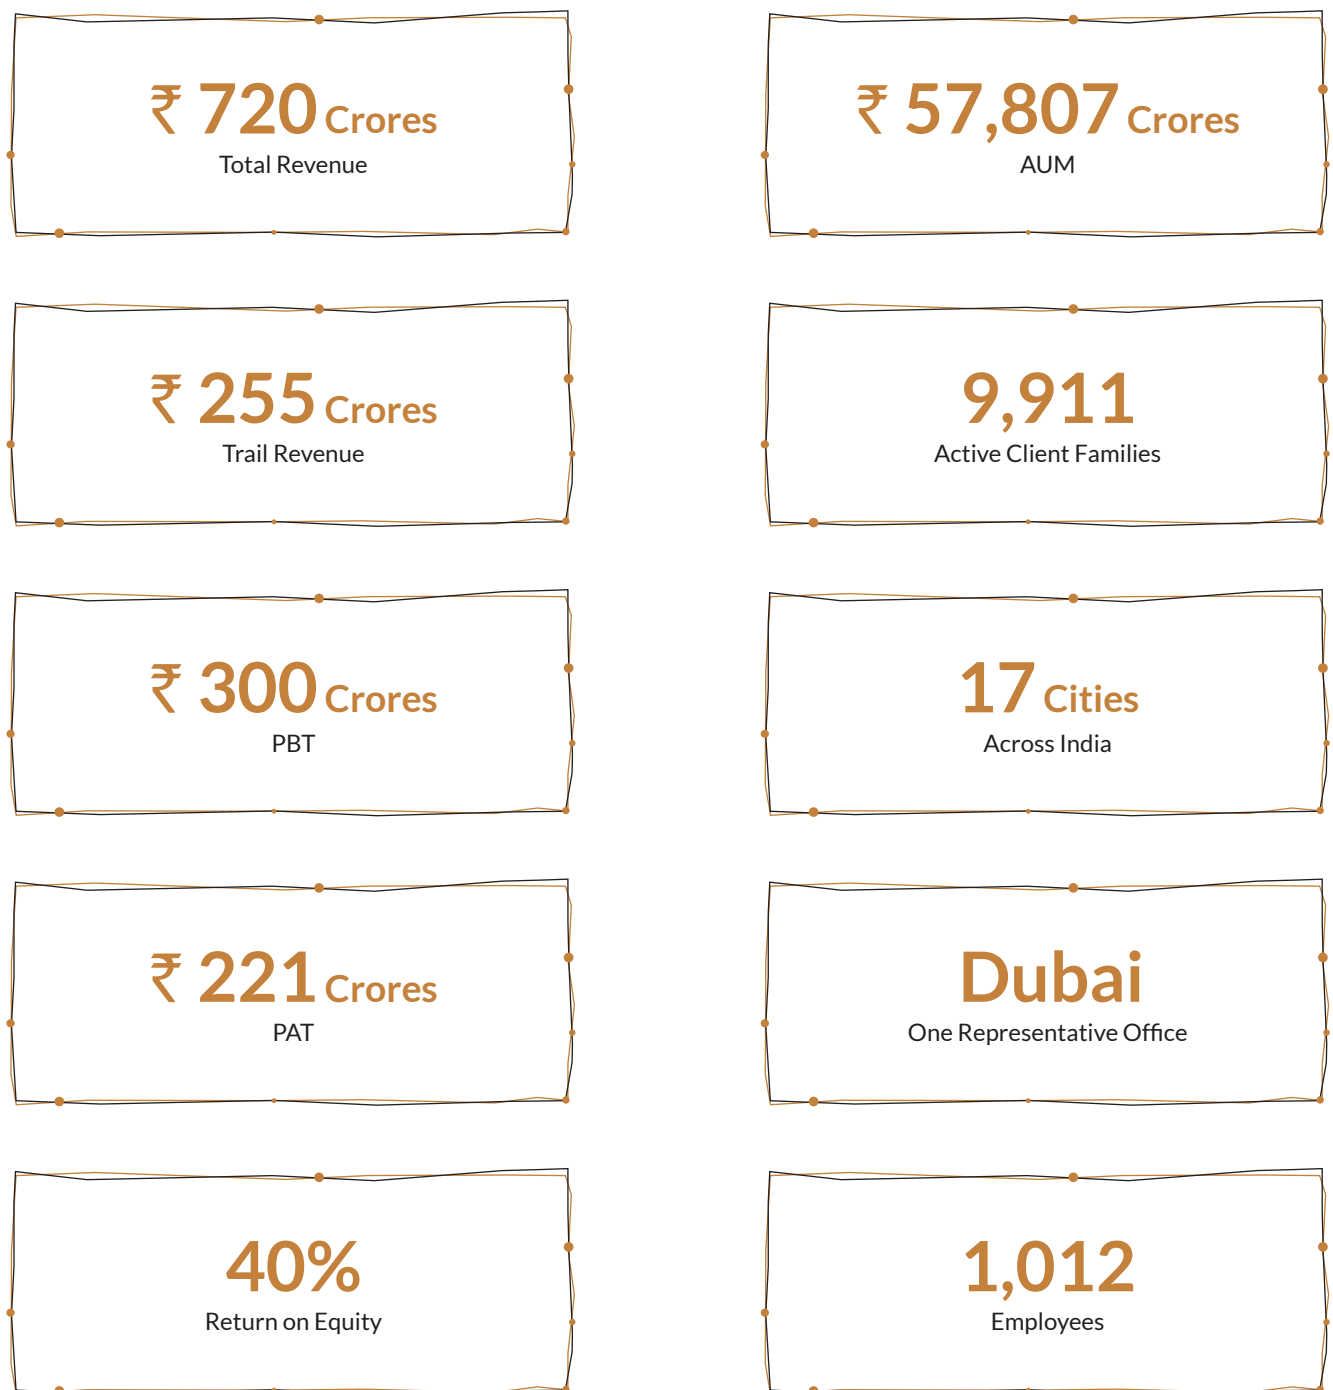 ₹ 720 Crores
Total Revenue
₹ 57,807 Crores
AUM
₹ 255 Crores
Trail Revenue
9,911
Active Client Families
₹ 300 Crores
PBT
17 Cities
Across India
₹ 221 Crores
PAT
Dubai
One Representative Office
40%
Return on Equity
1,012
Employees